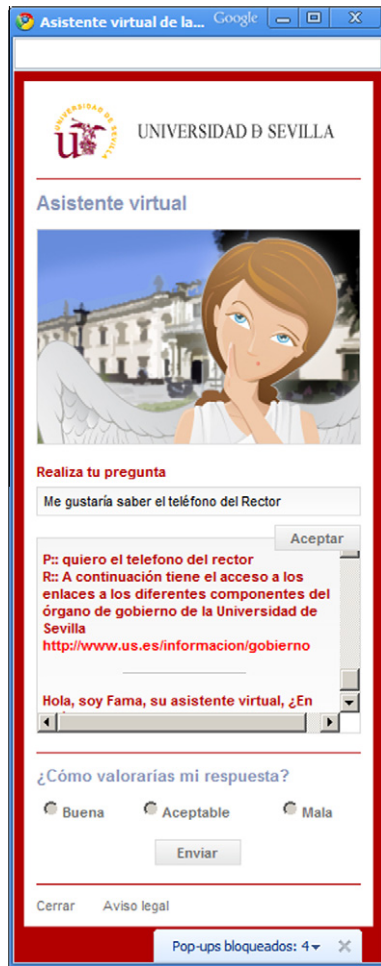 Asistente virtual de la... Google
UNIVERSIDAD DE SEVILLA
UNIVERSIDAD Ð SEVILLA
Asistente virtual
Realiza tu pregunta
Me gustaría saber el teléfono del Rector
Aceptar
P:: quiero el telefono del rector
R:: A continuación tiene el acceso a los
enlaces a los diferentes componentes del
órgano de gobierno de la Universidad de
Sevilla
http://www.us.es/informacion/gobierno
Hola, soy Fama, su asistente virtual, ¿En
¿Cómo valorarías mi respuesta?
Buena Aceptable Mala
Enviar
Cerrar Aviso legal
Pop-ups bloqueados: 4